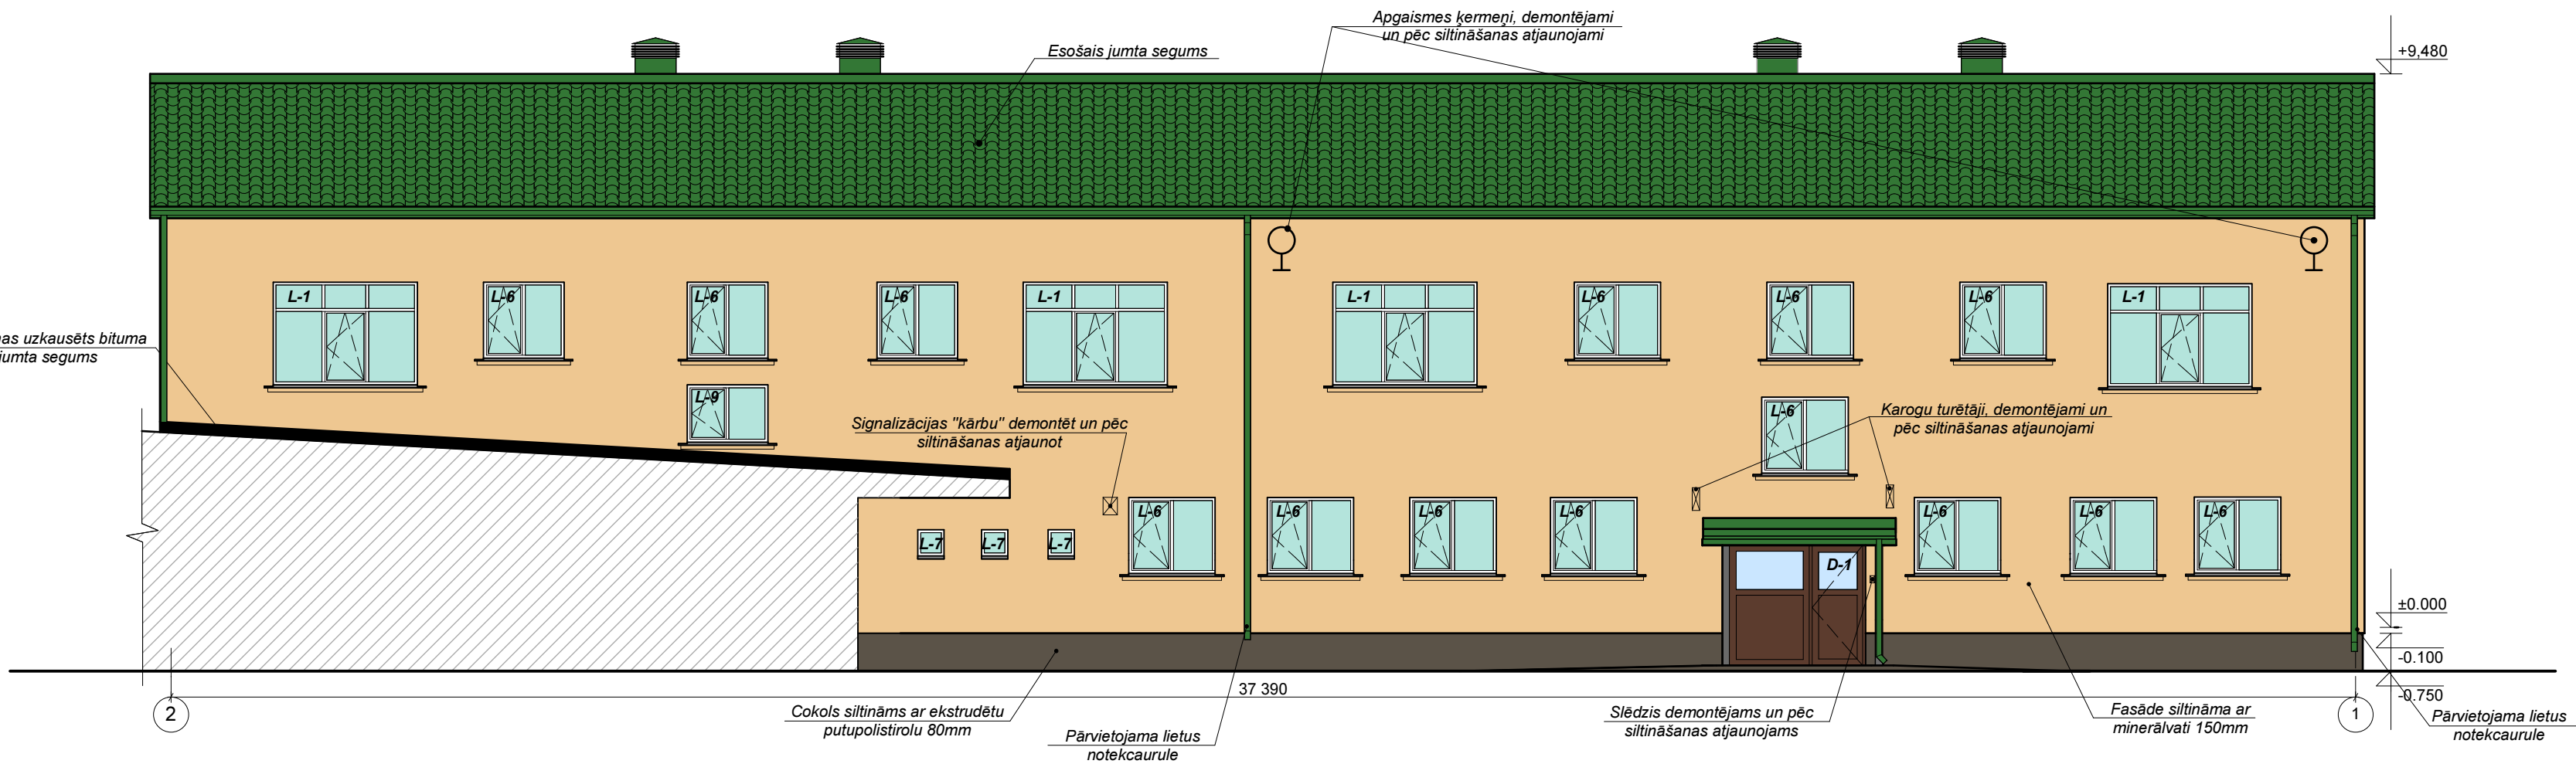 Apgaismes ķermeņi, demontējami
un pēc siltināšanas atjaunojami
Esošais jumta segums
+9,480
L-1
L-6
L-6
L-6
L-1
L-1
L-6
L-6
L-6
L-1
uzkausēts bituma
jumta segums
L-9
L-6
Signalizācijas "kārbu" demontēt un pēc
siltināšanas atjaunot
Karogu turētāji, demontējami un
pēc siltināšanas atjaunojami
L-6
L-6
L-6
L-6
L-6
L-6
L-6
L-7
L-7
L-7
D-1
±0.000
-0.100
-0.750
37 390
2
1
Cokols siltināms ar ekstrudētu
putupolistirolu 80mm
Pārvietojama lietus
notekcaurule
Slēdzis demontējams un pēc
siltināšanas atjaunojams
Fasāde siltināma ar
minerālvati 150mm
Pārvietojama lietus
notekcaurule